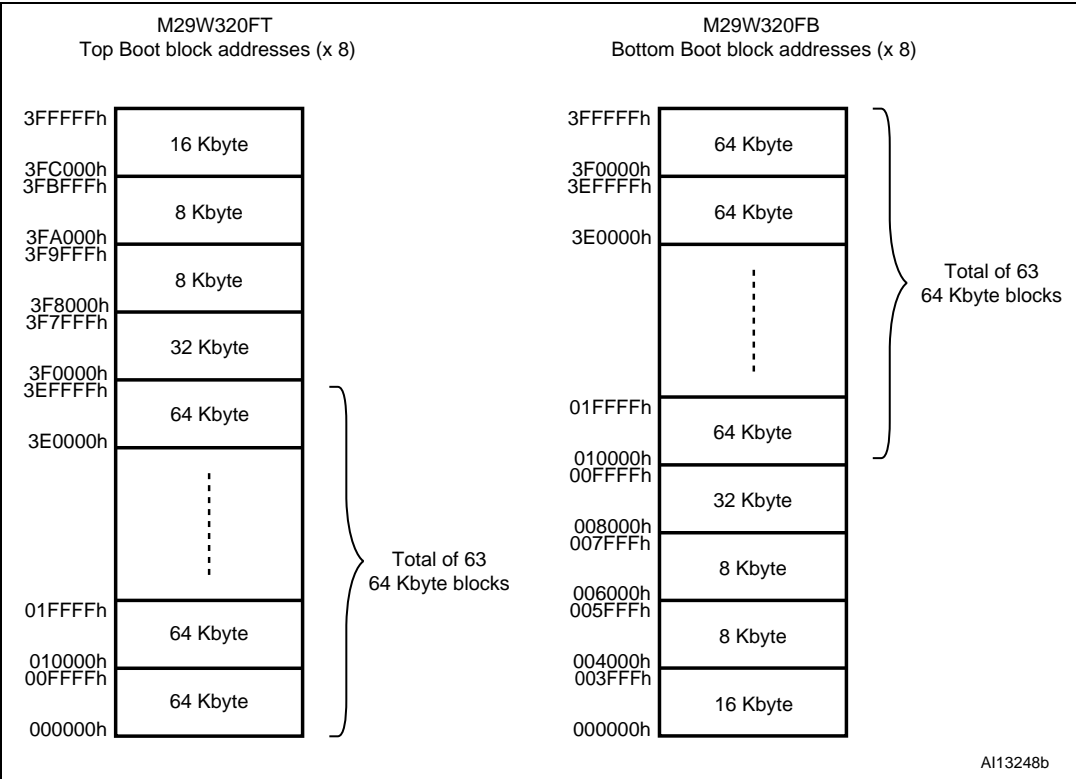 M29W320FT
Top Boot block addresses (x 8)
3FFFFFh
16 Kbyte
3FC000h
3FBFFFh
8 Kbyte
3FA000h
3F9FFFh
8 Kbyte
3F8000h
3F7FFFh
32 Kbyte
3F0000h
3EFFFFh
64 Kbyte
3E0000h
Total of 63
64 Kbyte blocks
01FFFFh
64 Kbyte
010000h
00FFFFh
64 Kbyte
000000h
M29W320FB
Bottom Boot block addresses (x 8)
3FFFFFh
64 Kbyte
3F0000h
3EFFFFh
64 Kbyte
3E0000h
Total of 63
64 Kbyte blocks
01FFFFh
64 Kbyte
010000h
00FFFFh
32 Kbyte
008000h
007FFFh
8 Kbyte
006000h
005FFFh
8 Kbyte
004000h
003FFFh
16 Kbyte
000000h
AI13248b